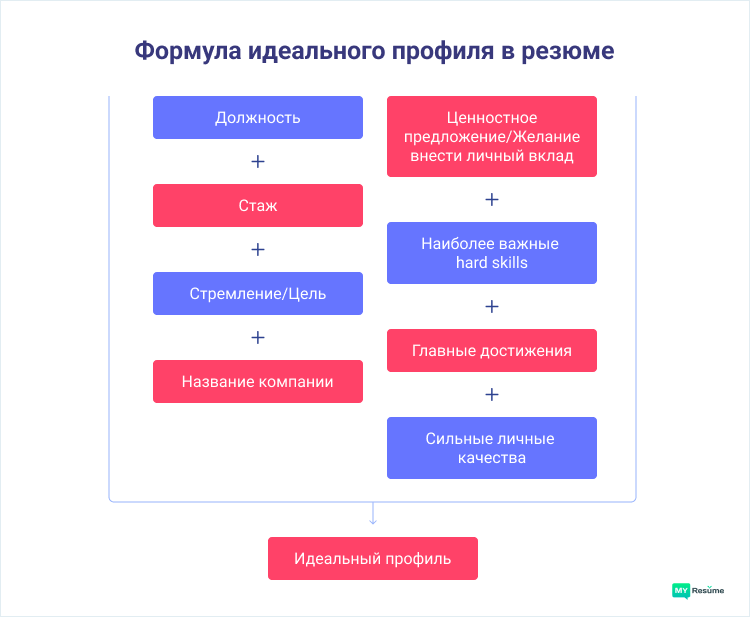 Формула идеального профиля в резюме
Должность
+
Стаж
+
Стремление/Цель
+
Название компании
Ценностное
предложение/Желание
внести личный вклад
+
Наиболее важные
hard skills
+
Главные достижения
+
Сильные личные
качества
Идеальный профиль
MY Resume